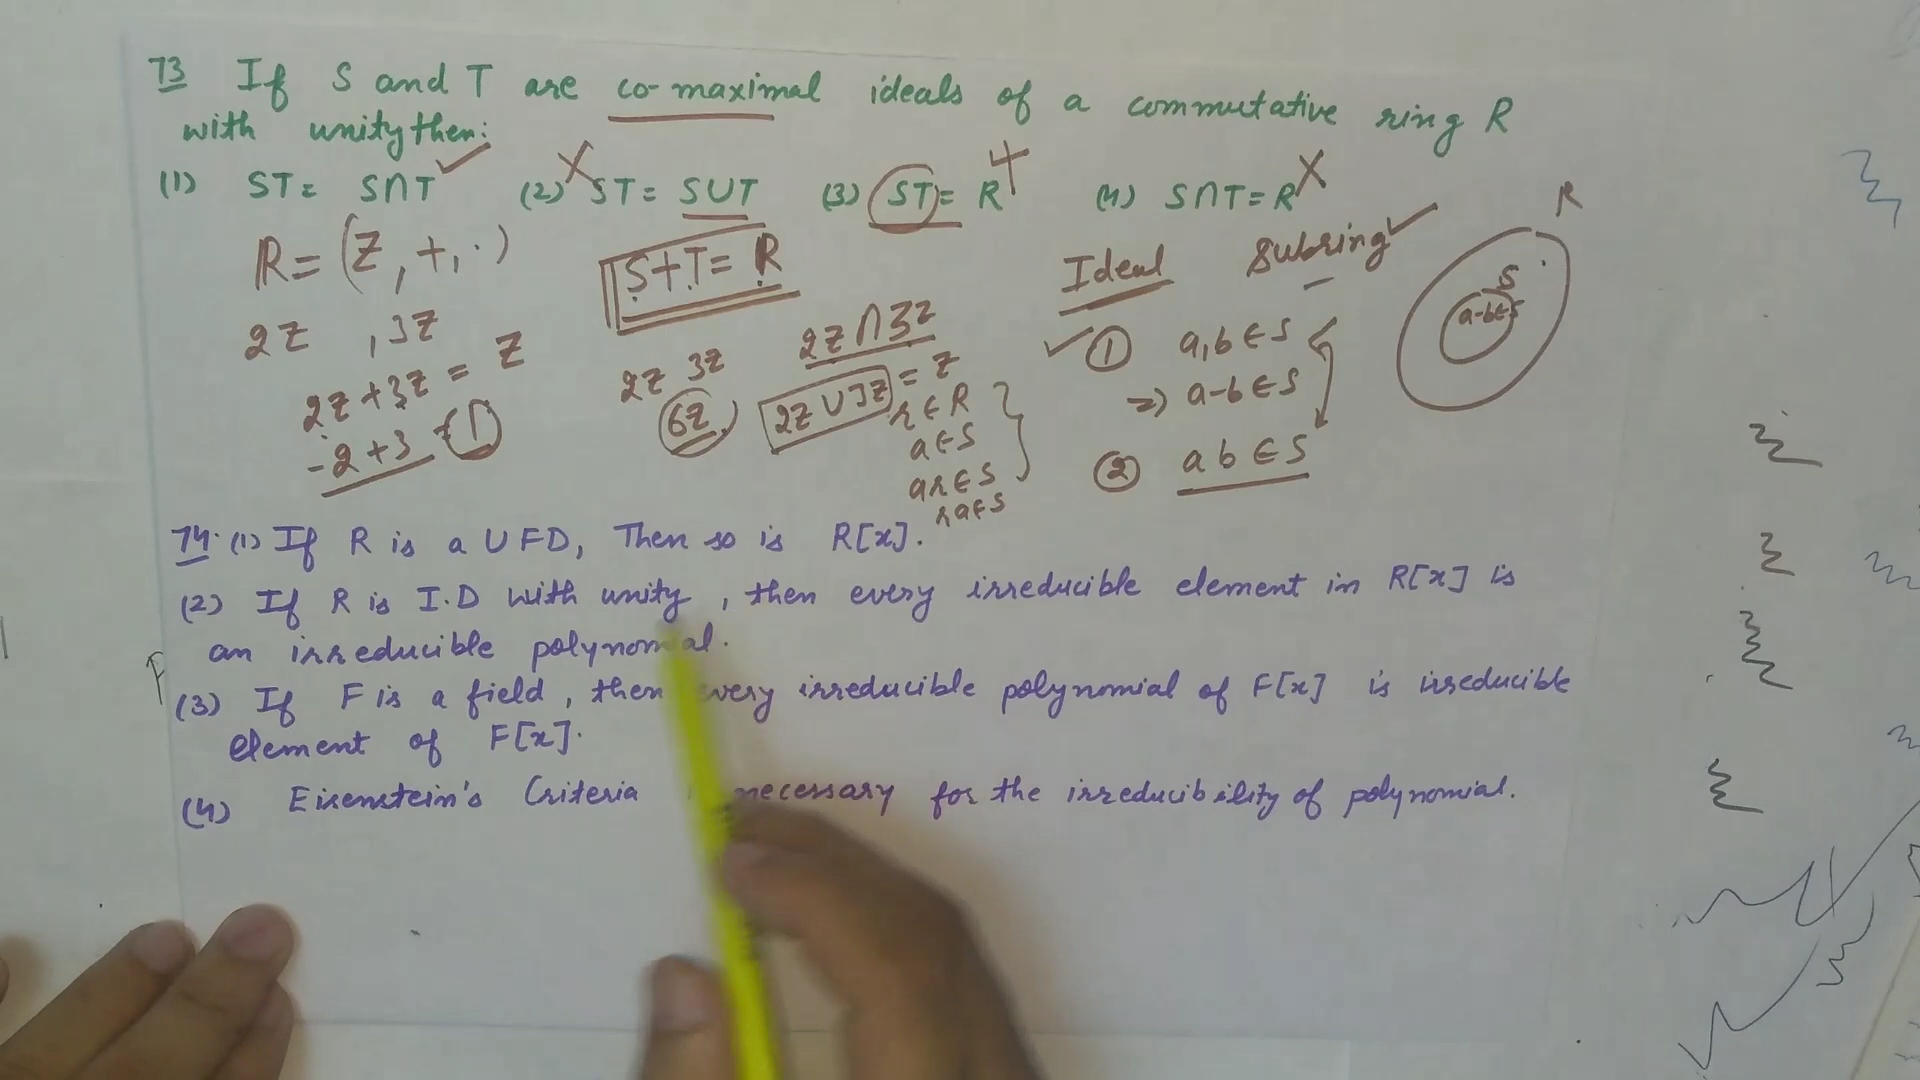 73 If S and T are co-maximal ideals of a commutative ring R
with unity then:
(1) ST = S∩T (2) ST = S∪T (3) ST = R (4) S∩T = R
R = (Z, +, ·)
2Z , 3Z
2Z + 3Z = Z
-2 + 3 = 1
S + T = R
2Z 3Z
6Z
2Z ∩ 3Z
2Z ∪ 3Z = Z
r ∈ R
a ∈ S
ar ∈ S
ra ∈ S
Ideal Subring
① a, b ∈ S
⇒ a-b ∈ S
② ab ∈ S
R
S
a-b ∈ S
74. (1) If R is a UFD, Then so is R[x].
(2) If R is I.D with unity, then every irreducible element in R[x] is
an irreducible polynomial.
(3) If F is a field, then every irreducible polynomial of F[x] is irreducible
element of F[x].
(4) Eisenstein's Criteria necessary for the irreducibility of polynomial.